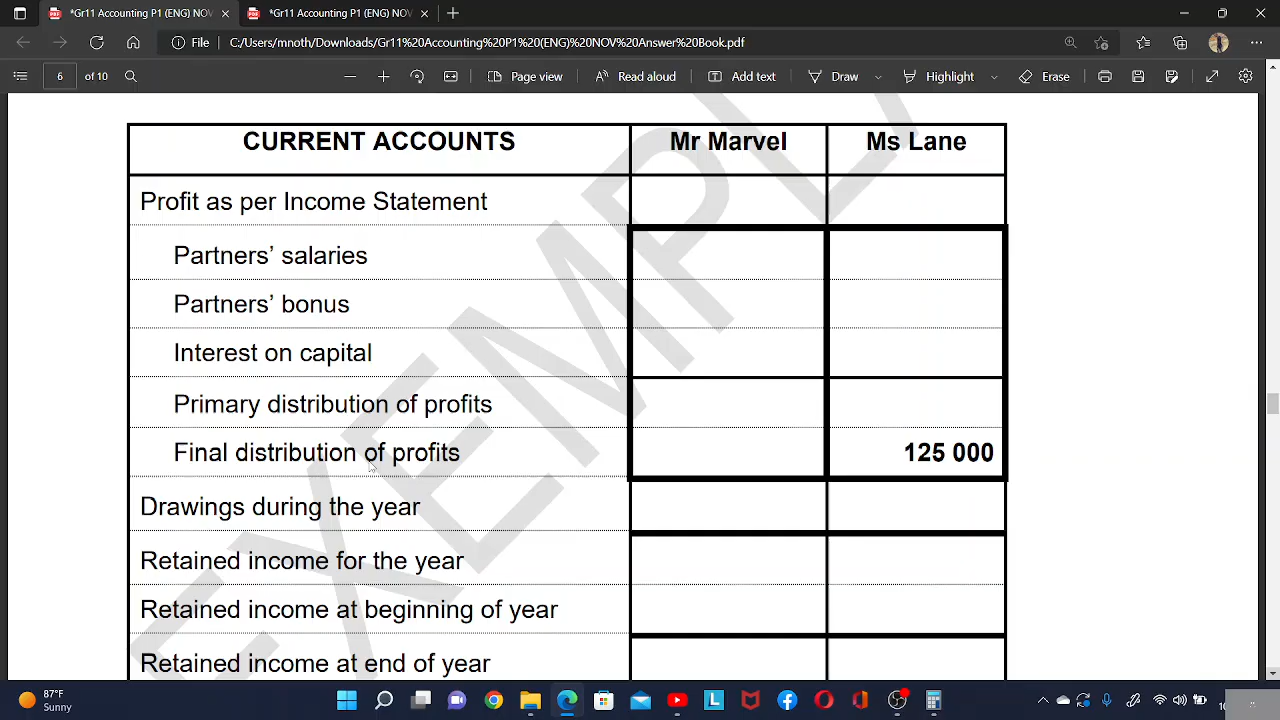 *Gr11 Accounting P1 (ENG) NOV
*Gr11 Accounting P1 (ENG) NOV
File C:/Users/mnoth/Downloads/Gr11%20Accounting%20P1%20(ENG)%20NOV%20Answer%20Book.pdf
6 of 10 Page view Read aloud Add text Draw Highlight Erase
CURRENT ACCOUNTS Mr Marvel Ms Lane
Profit as per Income Statement
Partners’ salaries
Partners’ bonus
Interest on capital
Primary distribution of profits
Final distribution of profits 125 000
Drawings during the year
Retained income for the year
Retained income at beginning of year
Retained income at end of year
87°F
Sunny